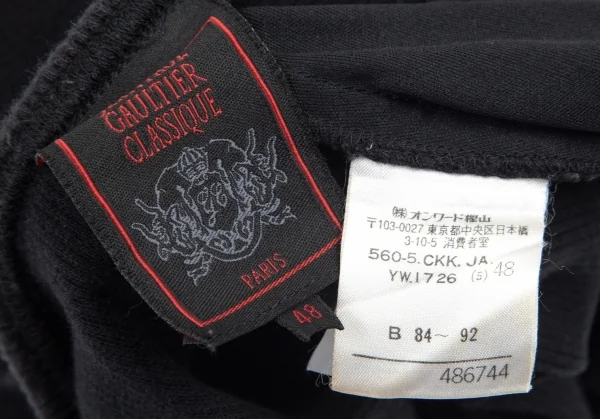 GAULTIER
CLASSIQUE
PARIS
48
㈱オンワード樫山
〒103-0027 東京都中央区日本橋
3-10-5 消費者室
560-5.CKK. JA.
YW.1726 (5) 48
B 84～ 92
486744